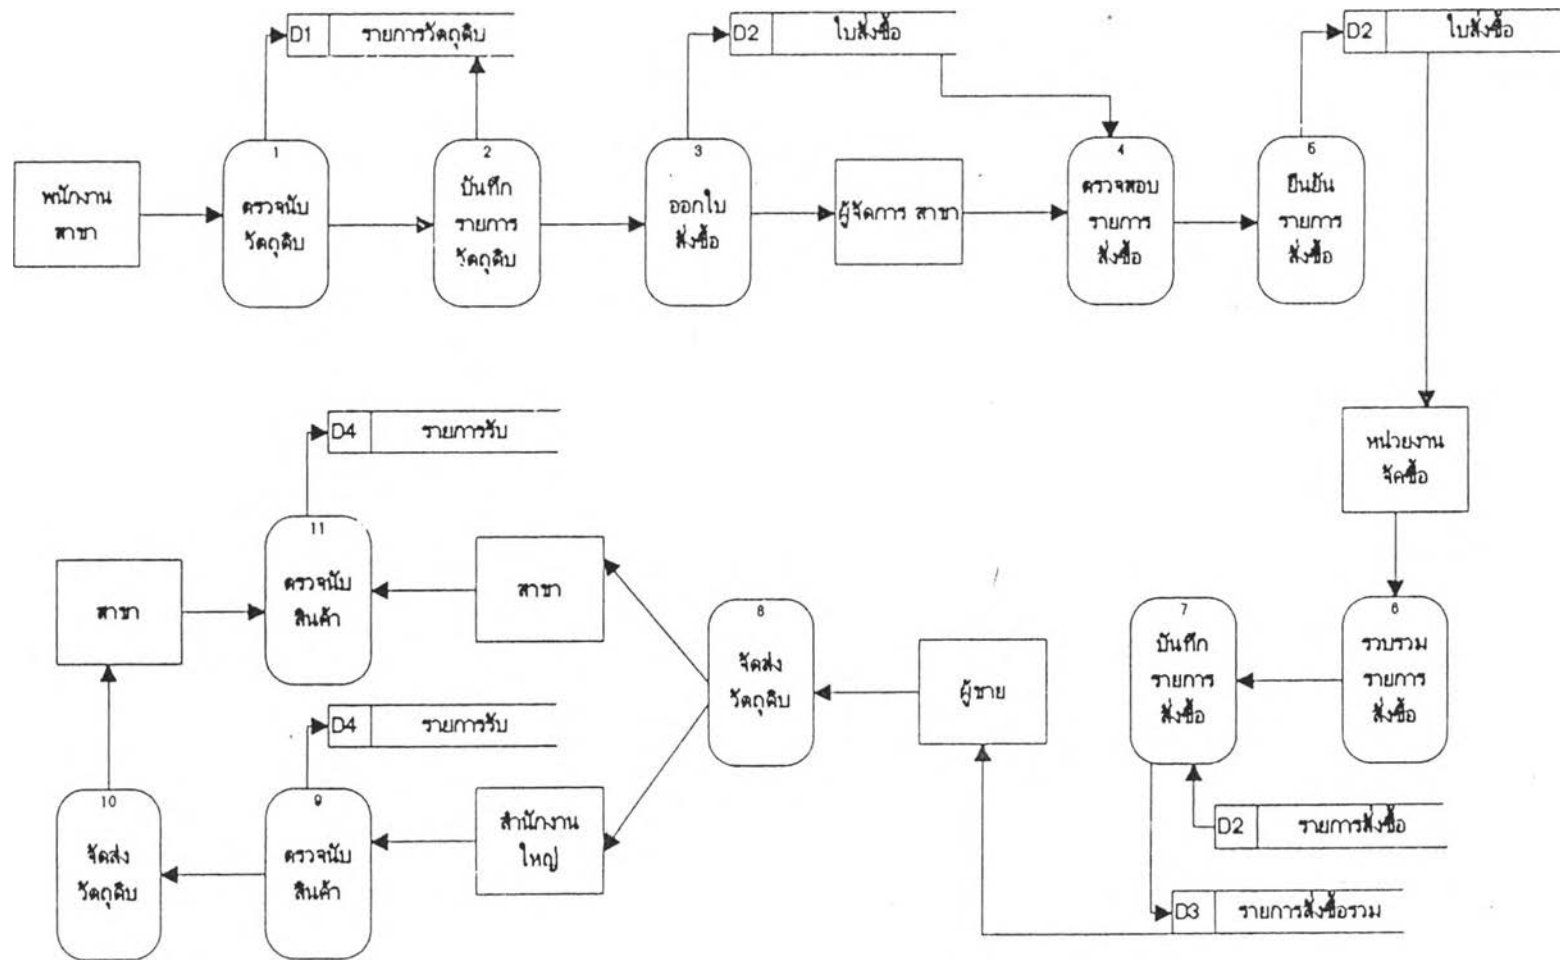 D1 รายการวัตถุดิบ
D2 ใบสั่งซื้อ
D2 ใบสั่งซื้อ
พนักงาน
สาขา
1
ตรวจนับ
วัตถุดิบ
2
บันทึก
รายการ
วัตถุดิบ
3
ออกใบ
สั่งซื้อ
ผู้จัดการ สาขา
4
ตรวจสอบ
รายการ
สั่งซื้อ
5
ยืนยัน
รายการ
สั่งซื้อ
หน่วยงาน
จัดซื้อ
6
รวบรวม
รายการ
สั่งซื้อ
7
บันทึก
รายการ
สั่งซื้อ
D2 รายการสั่งซื้อ
D3 รายการสั่งซื้อรวม
ผู้ขาย
8
จัดส่ง
วัตถุดิบ
สาขา
สำนักงาน
ใหญ่
9
ตรวจนับ
สินค้า
D4 รายการรับ
10
จัดส่ง
วัตถุดิบ
สาขา
11
ตรวจนับ
สินค้า
D4 รายการรับ